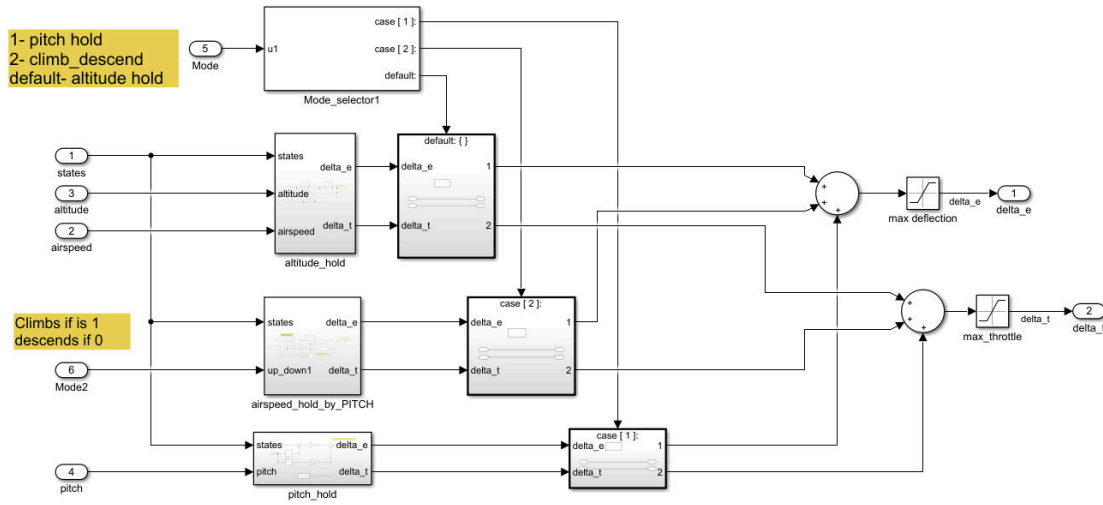 1- pitch hold
2- climb_descend
default- altitude hold
5
Mode
u1
case [ 1 ]:
case [ 2 ]:
default:
Mode_selector1
1
states
3
altitude
2
airspeed
states
altitude
airspeed
delta_e
delta_t
altitude_hold
default: { }
delta_e
delta_t
1
2
+
+
+
max deflection
delta_e
1
delta_e
Climbs if is 1
descends if 0
6
Mode2
states
up_down1
delta_e
delta_t
airspeed_hold_by_PITCH
case [ 2 ]:
delta_e
delta_t
1
2
+
+
+
max_throttle
delta_t
2
delta_t
4
pitch
states
pitch
delta_e
delta_t
pitch_hold
case [ 1 ]:
delta_e
delta_t
1
2